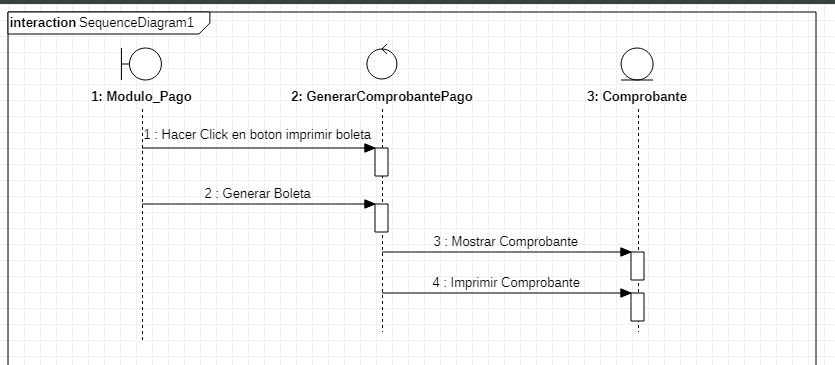 interaction SequenceDiagram1
1: Modulo_Pago
2: GenerarComprobantePago
3: Comprobante
1 : Hacer Click en boton imprimir boleta
2 : Generar Boleta
3 : Mostrar Comprobante
4 : Imprimir Comprobante